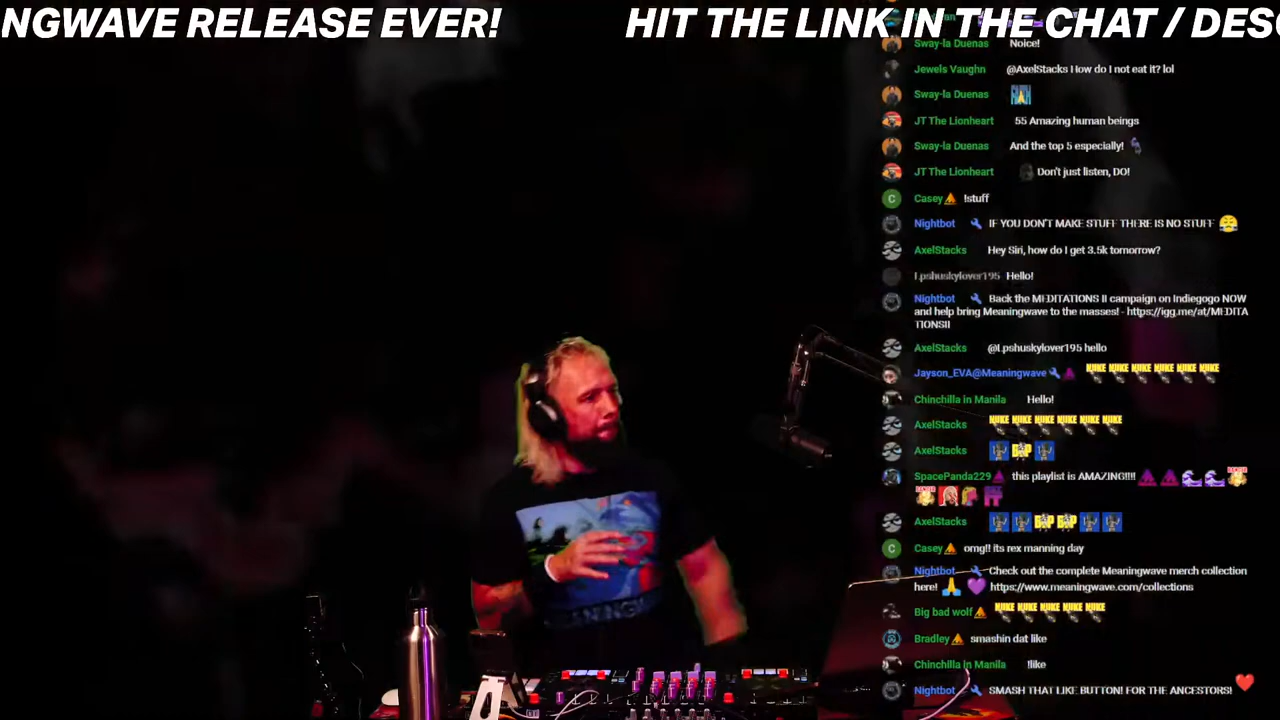 NGWAVE RELEASE EVER! HIT THE LINK IN THE CHAT / DESC
Sway-la Duenas Noice!
Jewels Vaughn @AxelStacks How do I not eat it? lol
Sway-la Duenas
JT The Lionheart 55 Amazing human beings
Sway-la Duenas And the top 5 especially!
JT The Lionheart Don't just listen, DO!
C Casey !stuff
Nightbot IF YOU DON'T MAKE STUFF THERE IS NO STUFF
AxelStacks Hey Siri, how do I get 3.5k tomorrow?
Lpshuskylover195 Hello!
Nightbot Back the MEDITATIONS II campaign on Indiegogo NOW
and help bring Meaningwave to the masses! - https://igg.me/at/MEDITA
TIONSII
AxelStacks @Lpshuskylover195 hello
Jayson_EVA@Meaningwave NUKE NUKE NUKE NUKE NUKE NUKE
Chinchilla in Manila Hello!
AxelStacks NUKE NUKE NUKE NUKE NUKE NUKE
AxelStacks
SpacePanda229 this playlist is AMAZING!!!!
AxelStacks
C Casey omg!! its rex manning day
Nightbot Check out the complete Meaningwave merch collection
here! https://www.meaningwave.com/collections
Big bad wolf NUKE NUKE NUKE NUKE NUKE
Bradley smashin dat like
Chinchilla in Manila !like
Nightbot SMASH THAT LIKE BUTTON! FOR THE ANCESTORS!